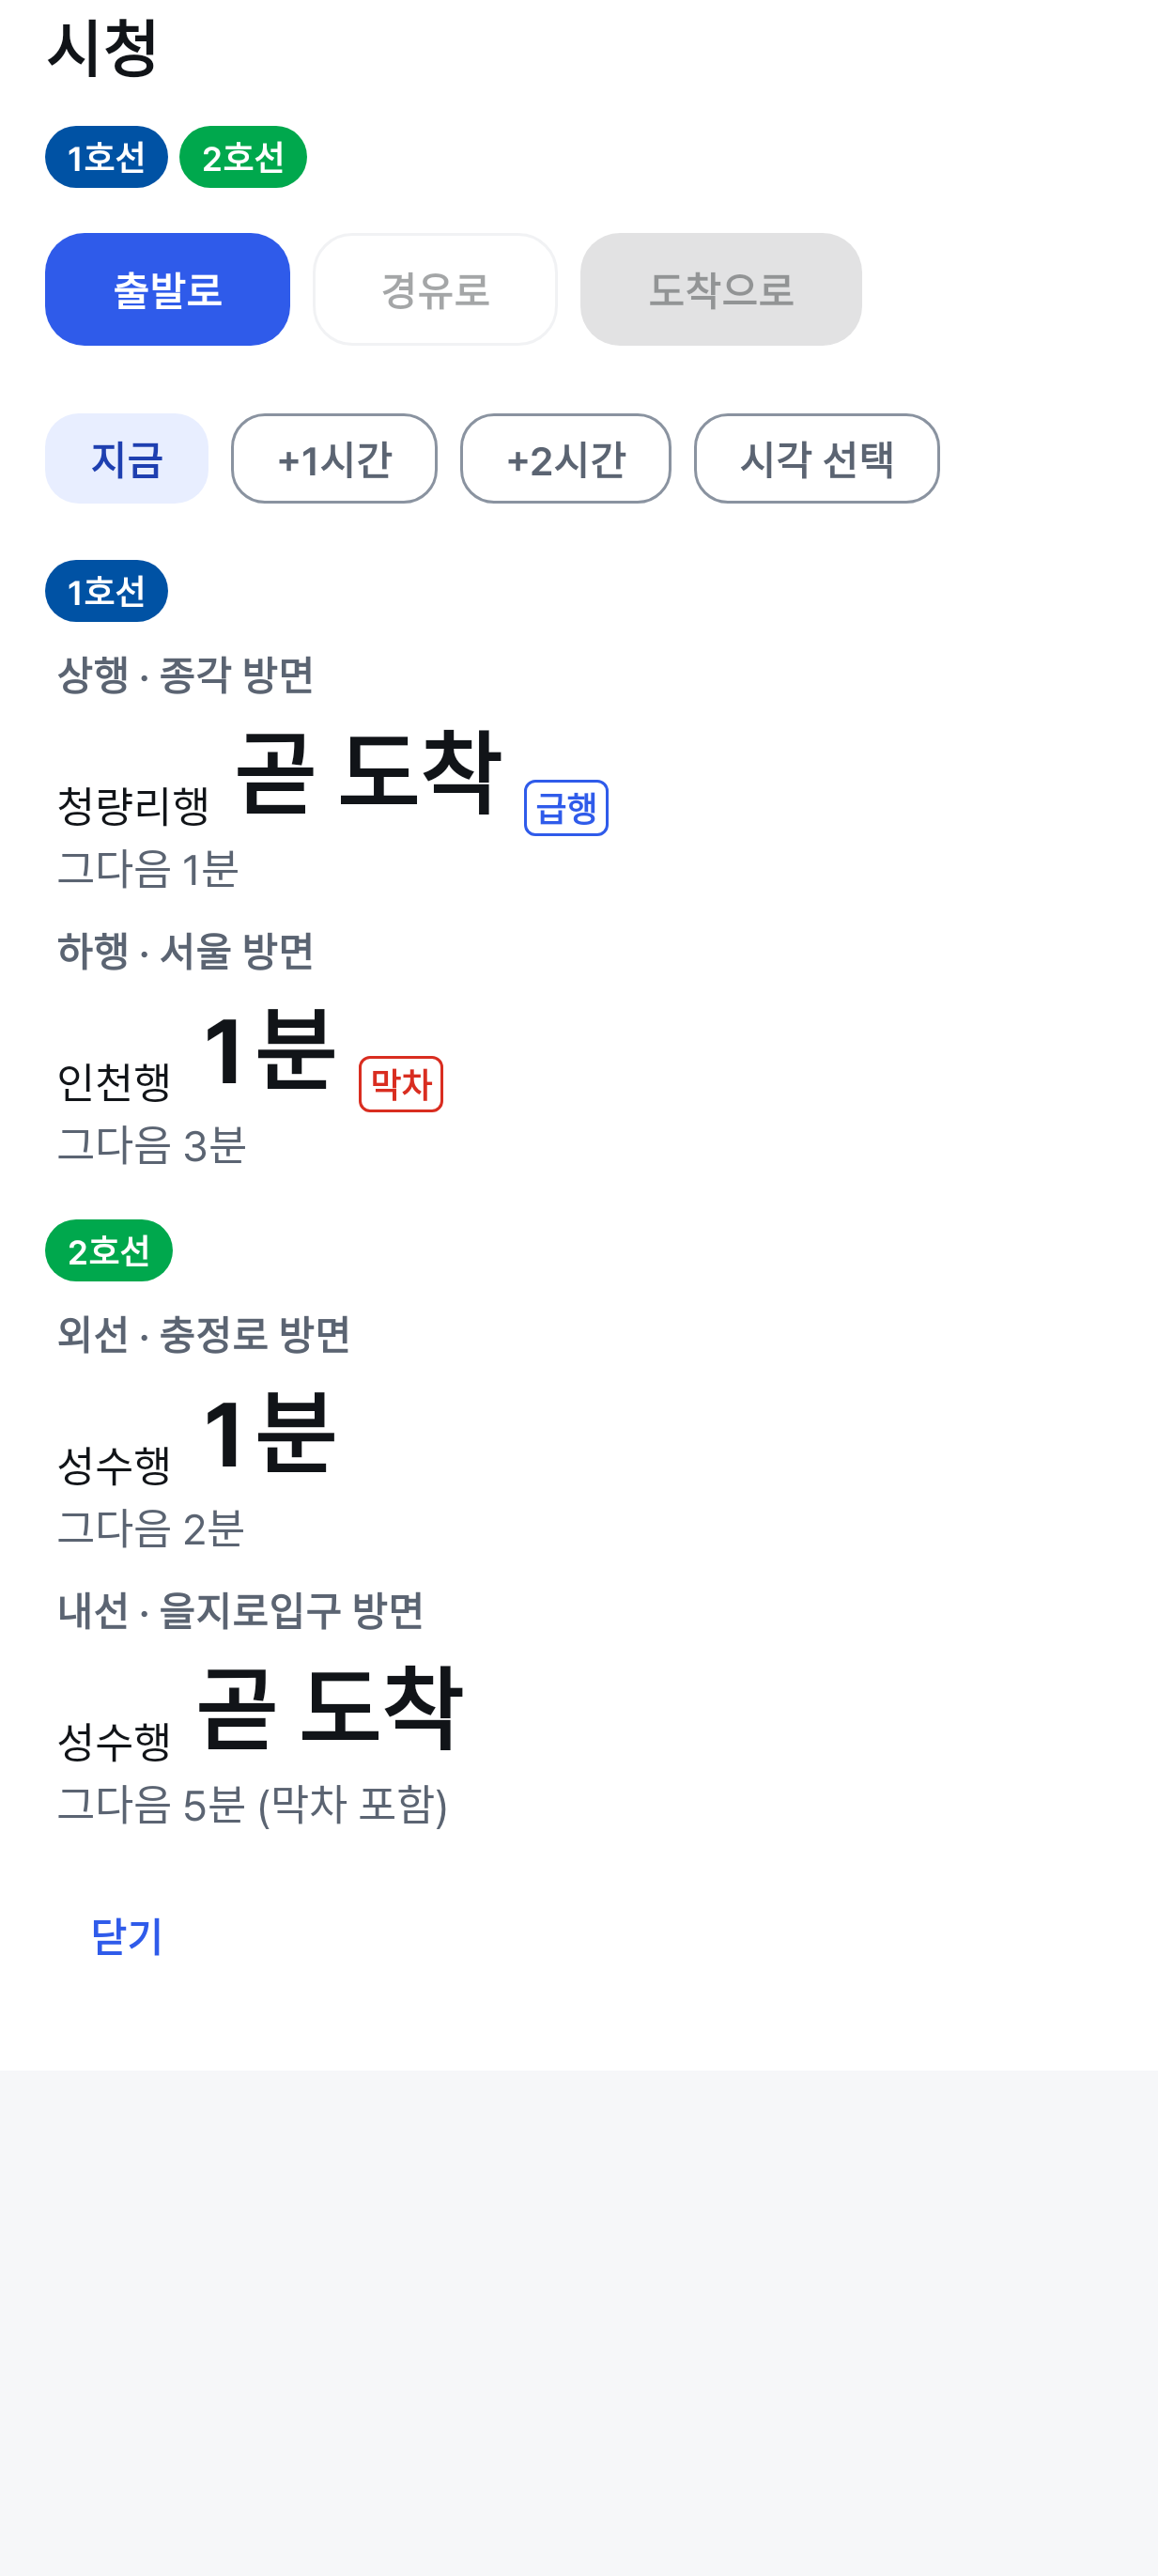 시청
1호선 2호선
출발로 경유로 도착으로
지금 +1시간 +2시간 시각 선택
1호선
상행 · 종각 방면
청량리행 곧 도착 급행
그다음 1분
하행 · 서울 방면
인천행 1분 막차
그다음 3분
2호선
외선 · 충정로 방면
성수행 1분
그다음 2분
내선 · 을지로입구 방면
성수행 곧 도착
그다음 5분 (막차 포함)
닫기